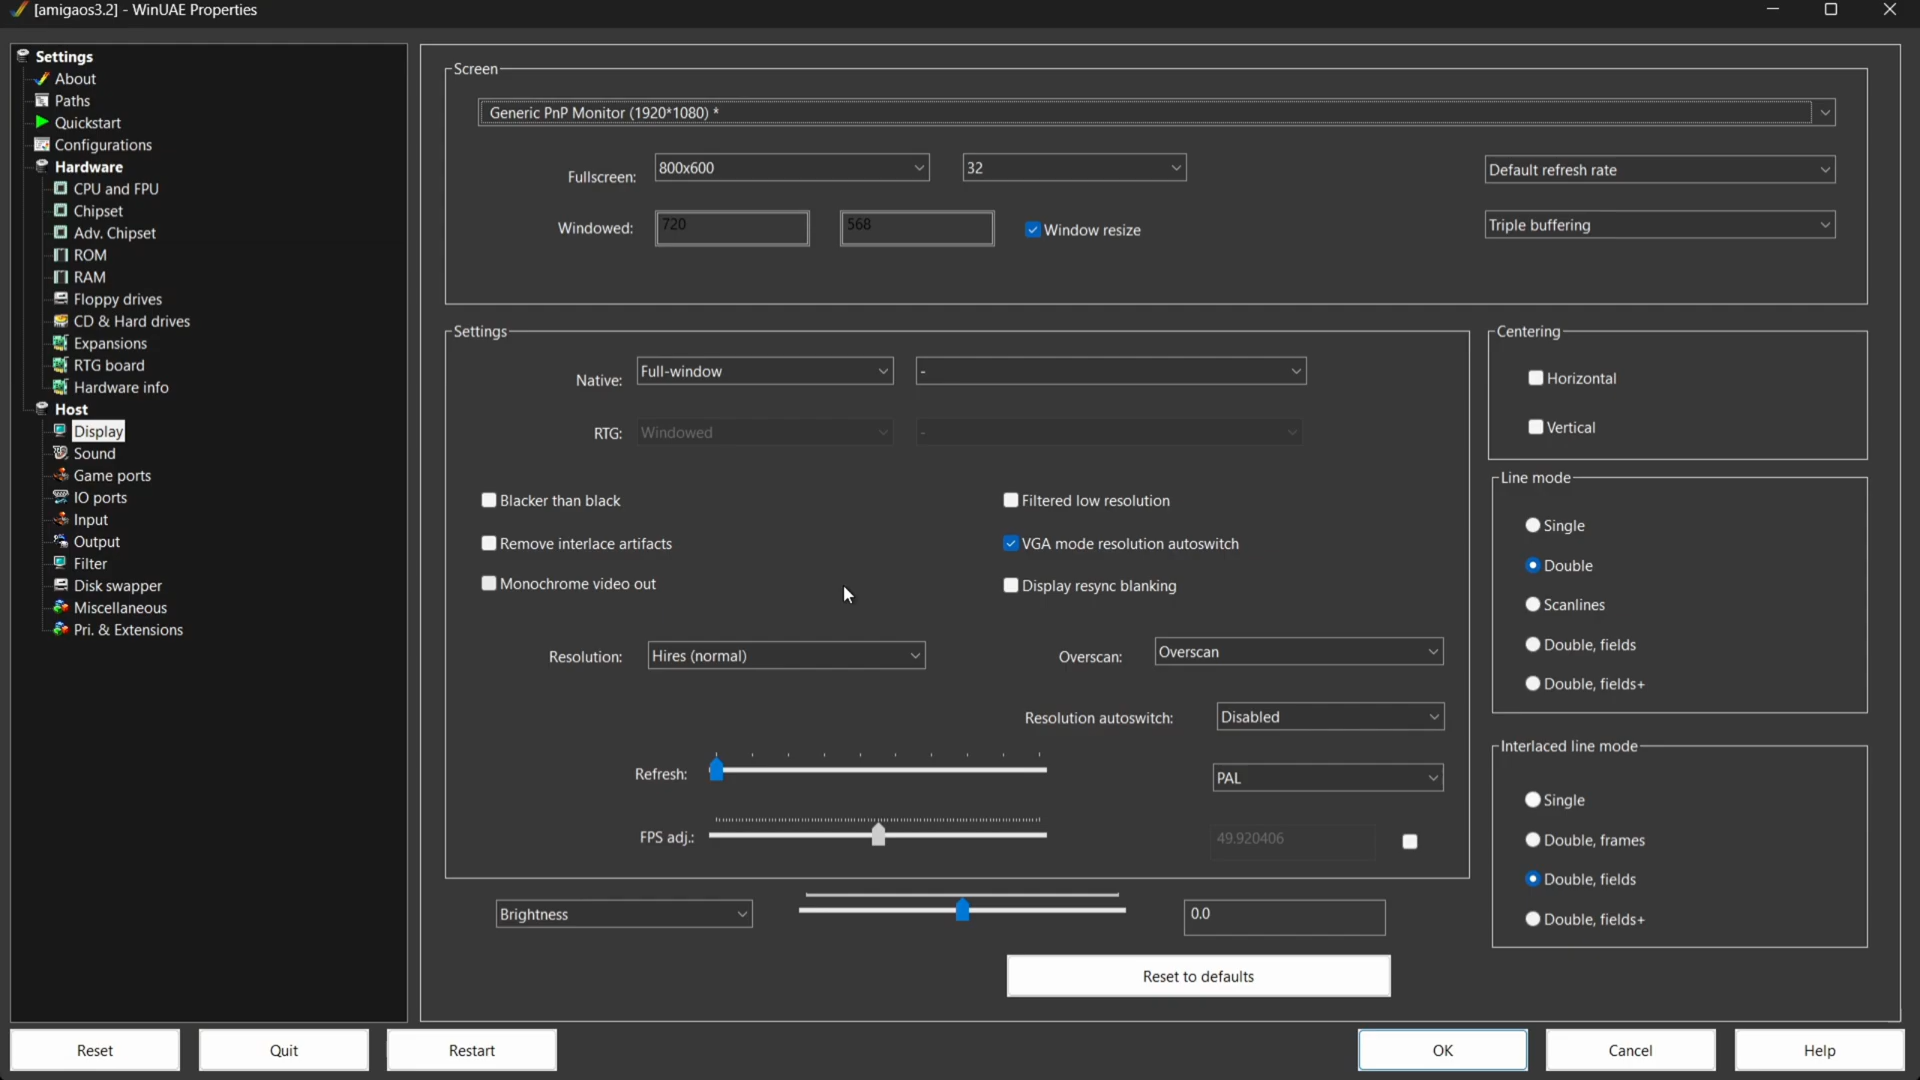 [amigaos3.2] - WinUAE Properties
Settings
About
Paths
Quickstart
Configurations
Hardware
CPU and FPU
Chipset
Adv. Chipset
ROM
RAM
Floppy drives
CD & Hard drives
Expansions
RTG board
Hardware info
Host
Display
Sound
Game ports
IO ports
Input
Output
Filter
Disk swapper
Miscellaneous
Pri. & Extensions
Screen
Generic PnP Monitor (1920*1080) *
Fullscreen: 800x600 32 Default refresh rate
Windowed: 720 568 Window resize Triple buffering
Settings
Native: Full-window -
RTG: Windowed -
Blacker than black Filtered low resolution
Remove interlace artifacts VGA mode resolution autoswitch
Monochrome video out Display resync blanking
Resolution: Hires (normal) Overscan: Overscan
Resolution autoswitch: Disabled
Refresh: PAL
FPS adj.: 49.920406
Brightness 0.0
Reset to defaults
Centering
Horizontal
Vertical
Line mode
Single
Double
Scanlines
Double, fields
Double, fields+
Interlaced line mode
Single
Double, frames
Double, fields
Double, fields+
Reset Quit Restart OK Cancel Help